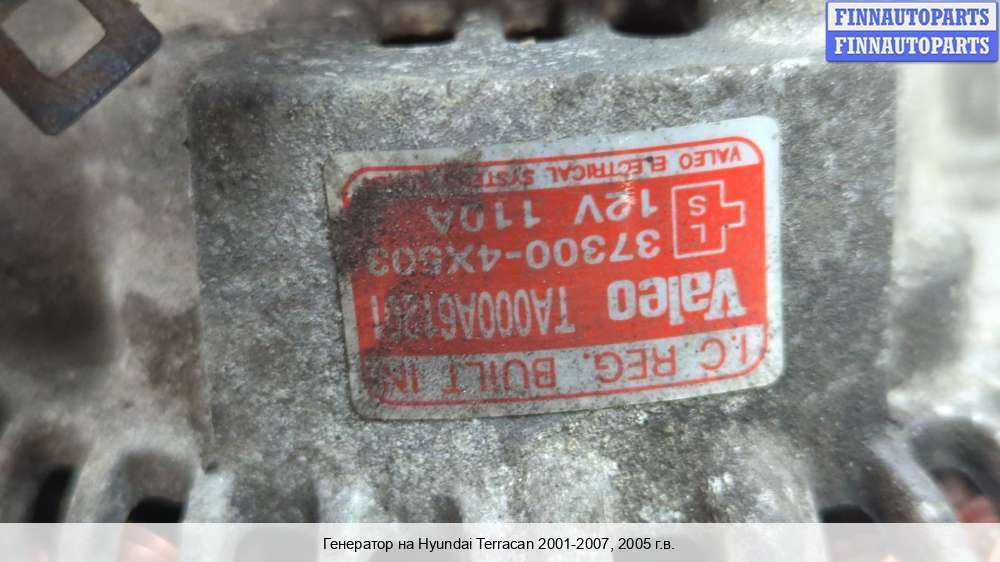 FINNAUTOPARTS
FINNAUTOPARTS
I.C REG. BUILT IN
Valeo
37300-4X503
12V 110A
L
S
VALEO ELECTRICAL
Генератор на Hyundai Terracan 2001-2007, 2005 г.в.